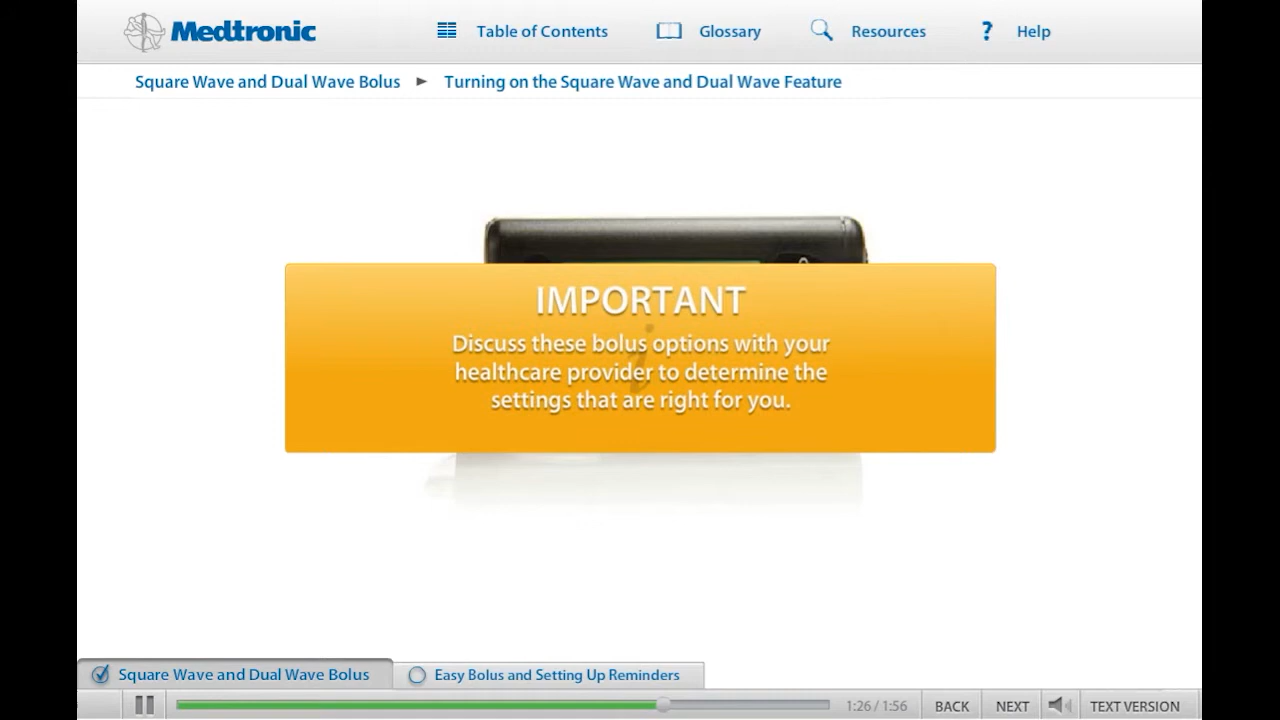 Medtronic
Table of Contents
Glossary
Resources
? Help
Square Wave and Dual Wave Bolus ► Turning on the Square Wave and Dual Wave Feature
IMPORTANT
Discuss these bolus options with your
healthcare provider to determine the
settings that are right for you.
Square Wave and Dual Wave Bolus
Easy Bolus and Setting Up Reminders
1:26 / 1:56
BACK
NEXT
TEXT VERSION